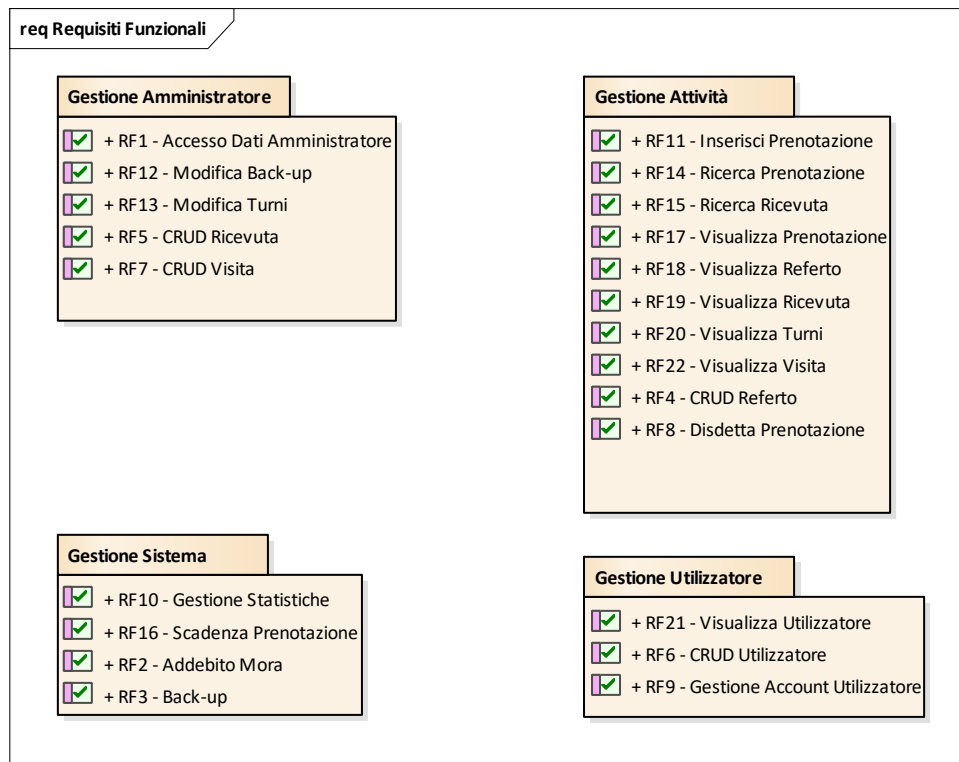 req Requisiti Funzionali
Gestione Amministratore
+ RF1 - Accesso Dati Amministratore
+ RF12 - Modifica Back-up
+ RF13 - Modifica Turni
+ RF5 - CRUD Ricevuta
+ RF7 - CRUD Visita
Gestione Attività
+ RF11 - Inserisci Prenotazione
+ RF14 - Ricerca Prenotazione
+ RF15 - Ricerca Ricevuta
+ RF17 - Visualizza Prenotazione
+ RF18 - Visualizza Referto
+ RF19 - Visualizza Ricevuta
+ RF20 - Visualizza Turni
+ RF22 - Visualizza Visita
+ RF4 - CRUD Referto
+ RF8 - Disdetta Prenotazione
Gestione Sistema
+ RF10 - Gestione Statistiche
+ RF16 - Scadenza Prenotazione
+ RF2 - Addebito Mora
+ RF3 - Back-up
Gestione Utilizzatore
+ RF21 - Visualizza Utilizzatore
+ RF6 - CRUD Utilizzatore
+ RF9 - Gestione Account Utilizzatore